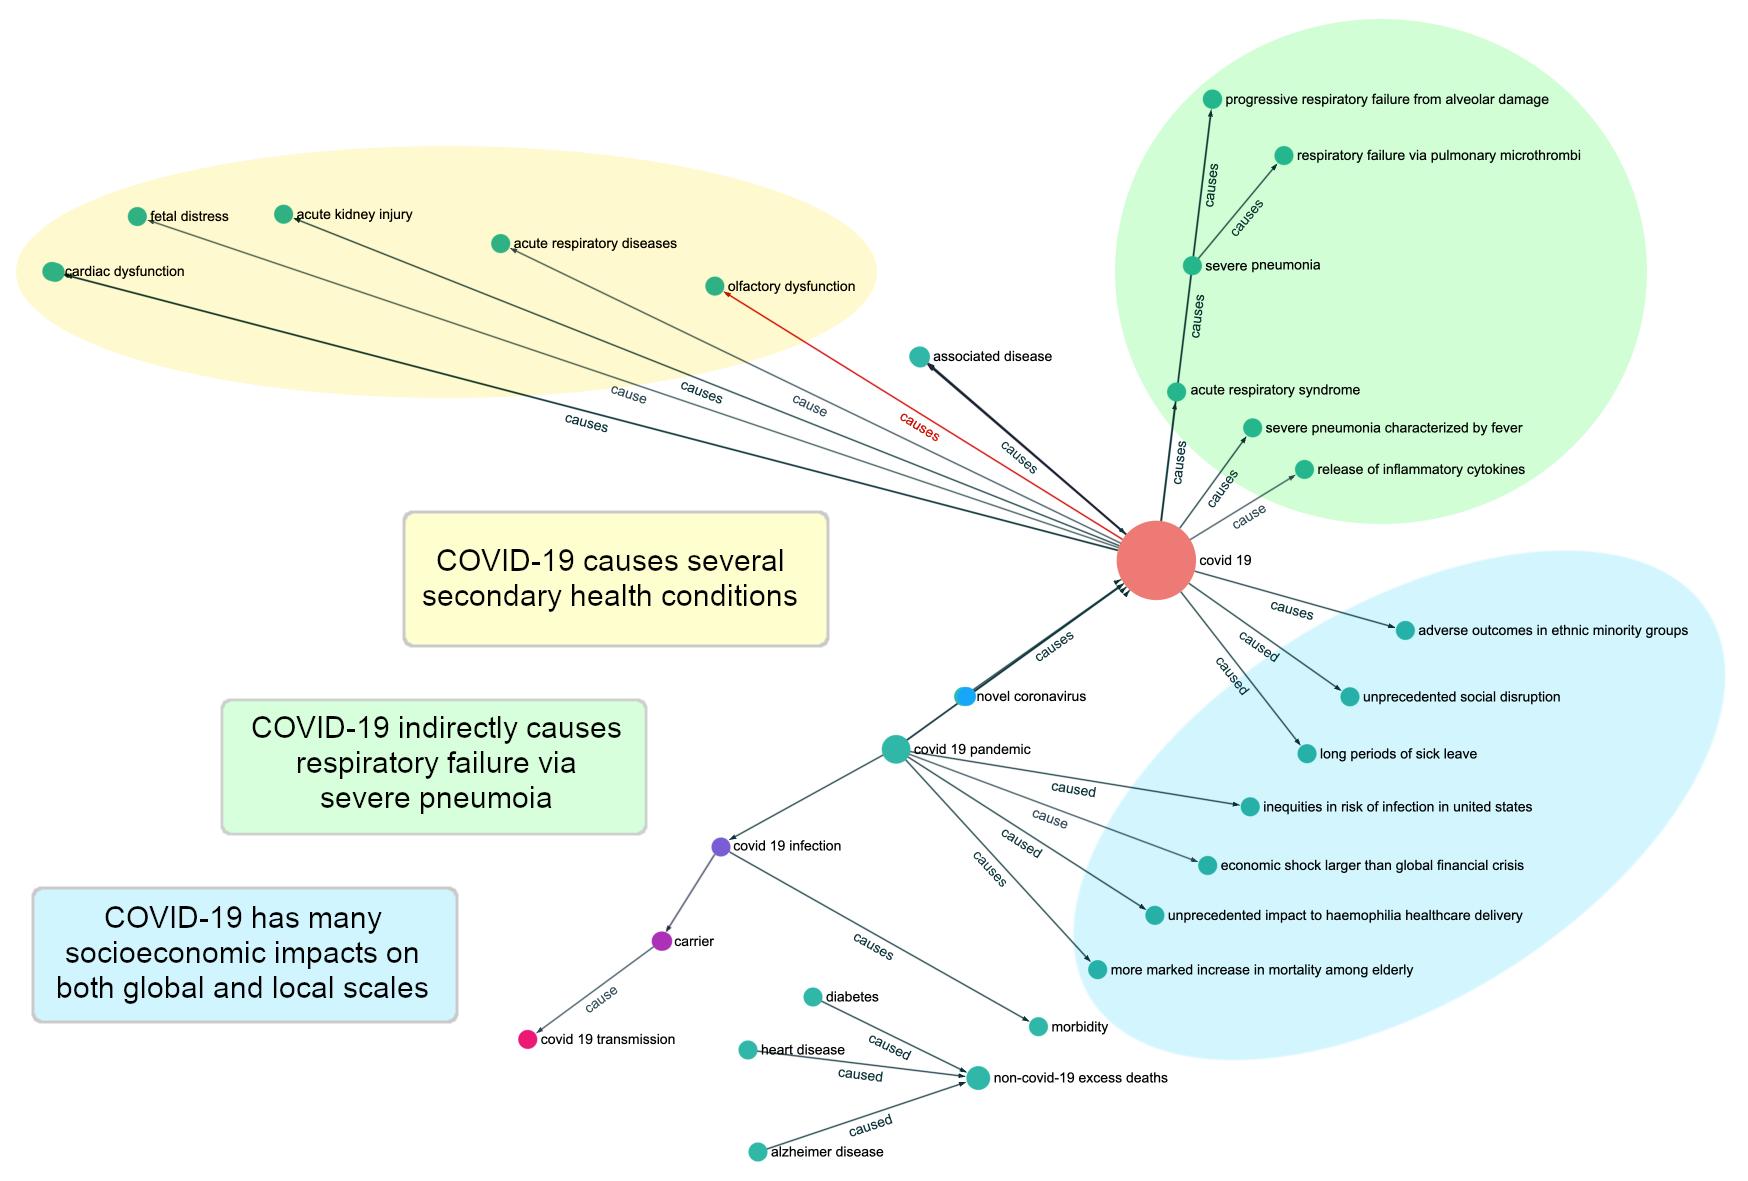 progressive respiratory failure from alveolar damage
respiratory failure via pulmonary microthrombi
causes
causes
fetal distress
acute kidney injury
acute respiratory diseases
cardiac dysfunction
olfactory dysfunction
severe pneumonia
causes
associated disease
acute respiratory syndrome
cause
causes
cause
causes
causes
causes
severe pneumonia characterized by fever
release of inflammatory cytokines
causes
causes
cause
COVID-19 causes several
secondary health conditions
covid 19
causes
adverse outcomes in ethnic minority groups
caused
causes
caused
novel coronavirus
unprecedented social disruption
COVID-19 indirectly causes
respiratory failure via
severe pneumoia
covid 19 pandemic
long periods of sick leave
caused
inequities in risk of infection in united states
cause
caused
causes
covid 19 infection
economic shock larger than global financial crisis
unprecedented impact to haemophilia healthcare delivery
COVID-19 has many
socioeconomic impacts on
both global and local scales
carrier
causes
more marked increase in mortality among elderly
cause
diabetes
morbidity
covid 19 transmission
heart disease
caused
caused
non-covid-19 excess deaths
caused
alzheimer disease